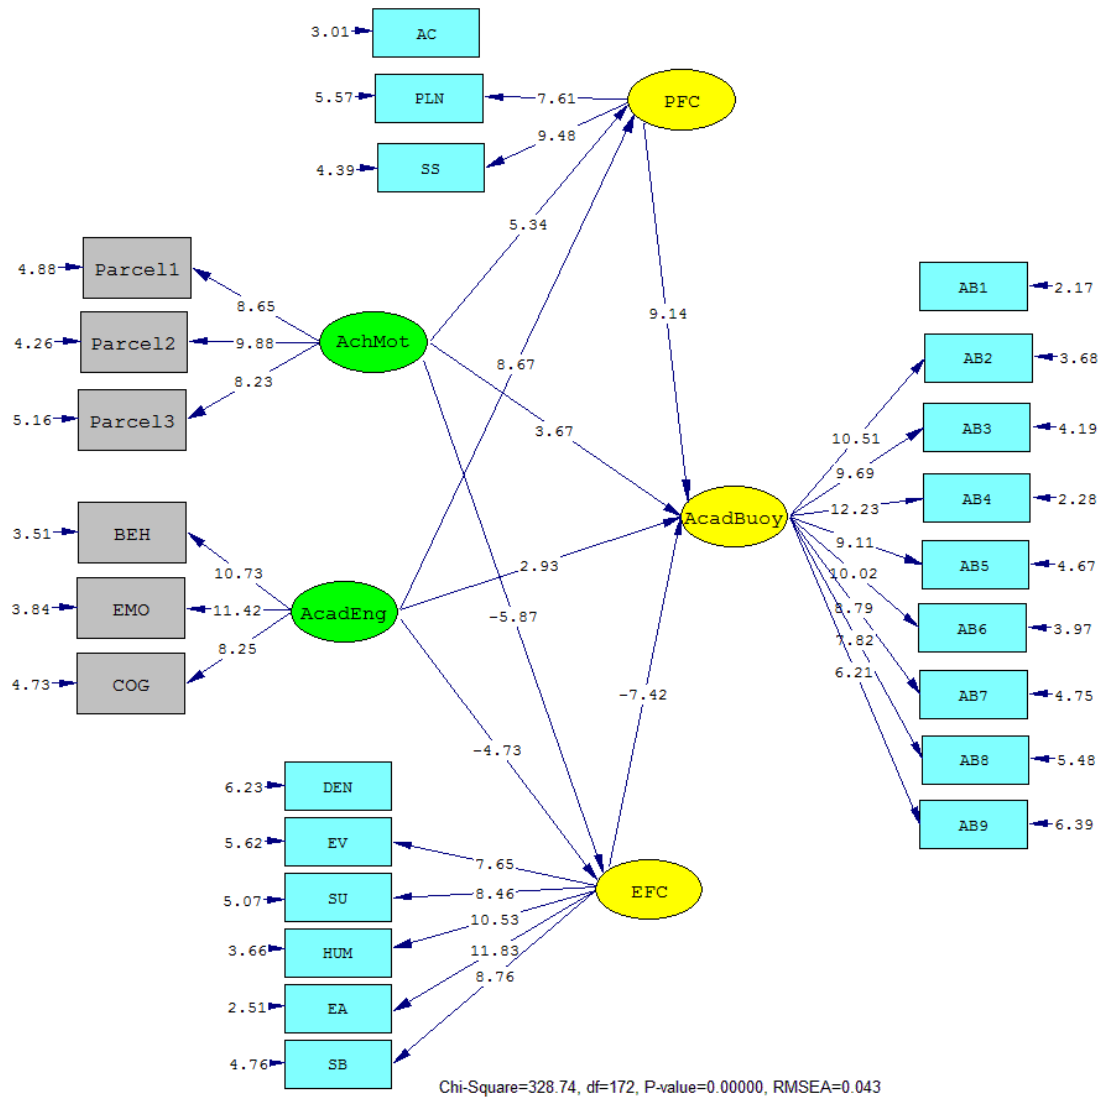 3.01 AC
5.57 PLN 7.61 PFC
9.48
4.39 SS
5.34
Parcel1
4.88
8.65
AB1 2.17
9.14
4.26 Parcel2 9.88 AchMot
AB2 3.68
8.67
8.23
5.16 Parcel3
3.67
AB3 4.19
10.51
9.69
AB4 2.28
12.23
AcadBuoy
3.51 BEH
9.11
AB5 4.67
2.93
10.73
10.02
3.84 EMO 11.42 AcadEng
8.79
-5.87
AB6 3.97
7.82
8.25
6.21
4.73 COG
-7.42
AB7 4.75
-4.73
AB8 5.48
6.23 DEN
AB9 6.39
5.62 EV
7.65
5.07 SU 8.46 EFC
10.53
3.66 HUM 11.83
8.76
2.51 EA
4.76 SB
Chi-Square=328.74, df=172, P-value=0.00000, RMSEA=0.043